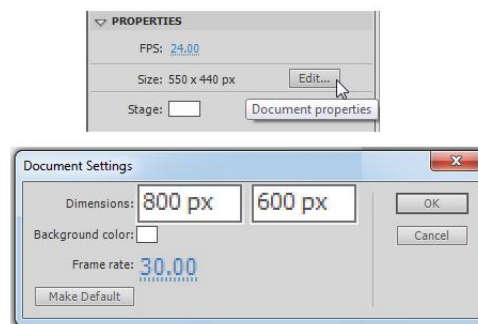 PROPERTIES
FPS: 24.00
Size: 550 x 440 px Edit...
Stage: Document properties
Document Settings
Dimensions: 800 px 600 px OK
Background color: Cancel
Frame rate: 30.00
Make Default